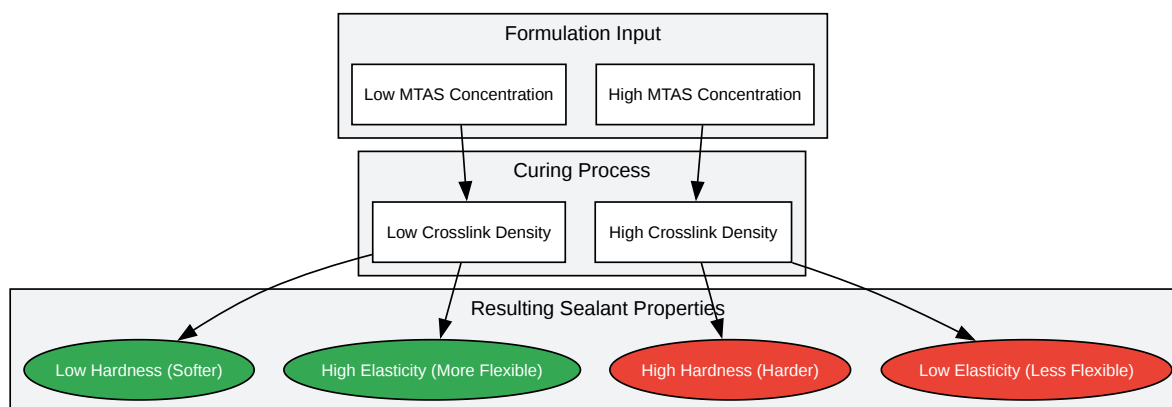 Formulation Input
Low MTAS Concentration
High MTAS Concentration
Curing Process
Low Crosslink Density
High Crosslink Density
Resulting Sealant Properties
Low Hardness (Softer)
High Elasticity (More Flexible)
High Hardness (Harder)
Low Elasticity (Less Flexible)